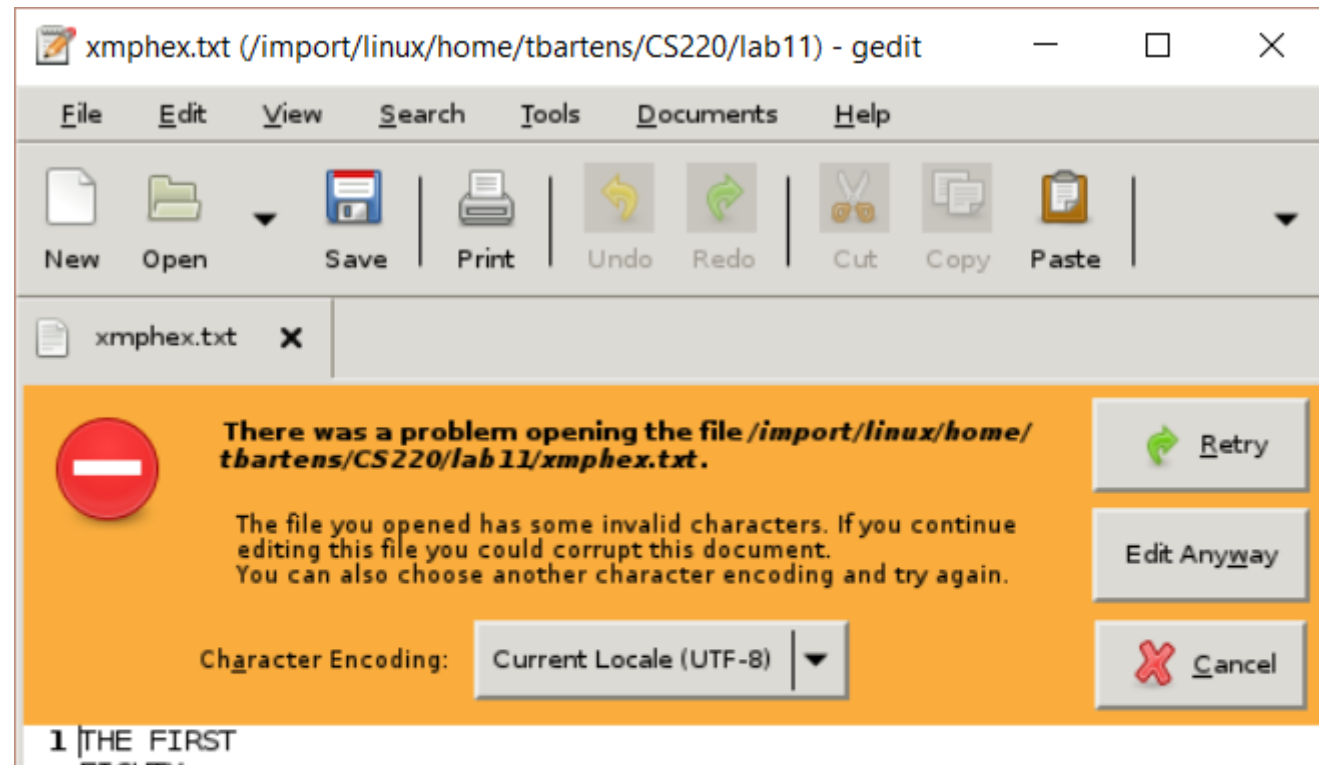 xmphex.txt (/import/linux/home/tbartens/CS220/lab11) - gedit
File Edit View Search Tools Documents Help
New Open Save Print Undo Redo Cut Copy Paste
xmphex.txt
There was a problem opening the file /import/linux/home/
tbartens/CS220/lab11/xmphex.txt.
Retry
The file you opened has some invalid characters. If you continue
editing this file you could corrupt this document.
You can also choose another character encoding and try again.
Edit Anyway
Character Encoding: Current Locale (UTF-8)
Cancel
1 THE FIRST